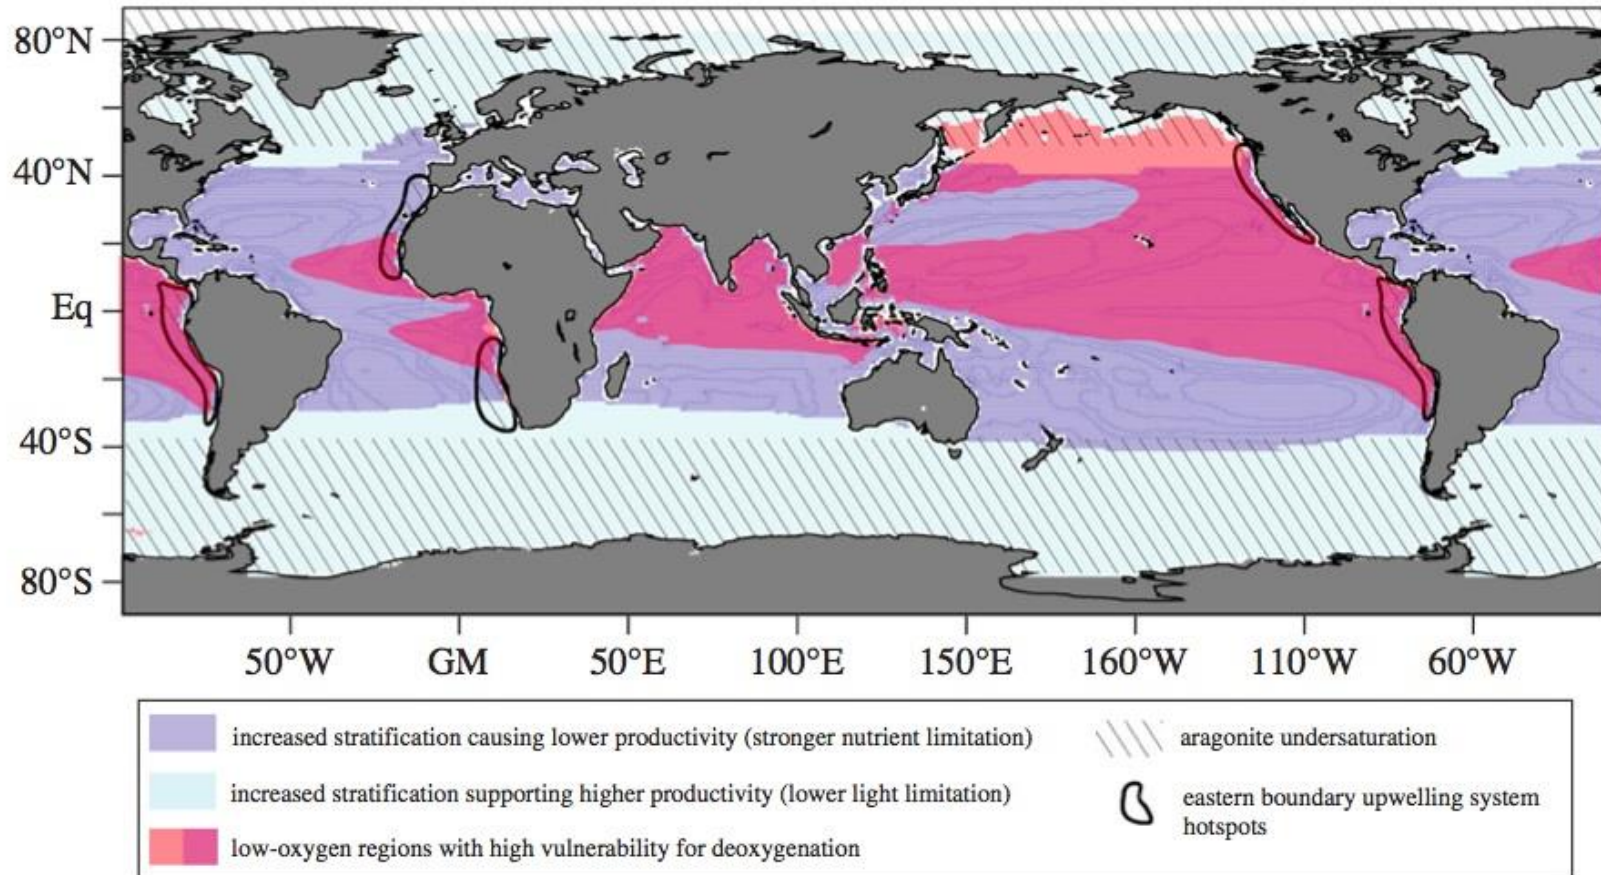 80°N
40°N
Eq
40°S
80°S
50°W GM 50°E 100°E 150°E 160°W 110°W 60°W
increased stratification causing lower productivity (stronger nutrient limitation)
increased stratification supporting higher productivity (lower light limitation)
low-oxygen regions with high vulnerability for deoxygenation
aragonite undersaturation
eastern boundary upwelling system
hotspots